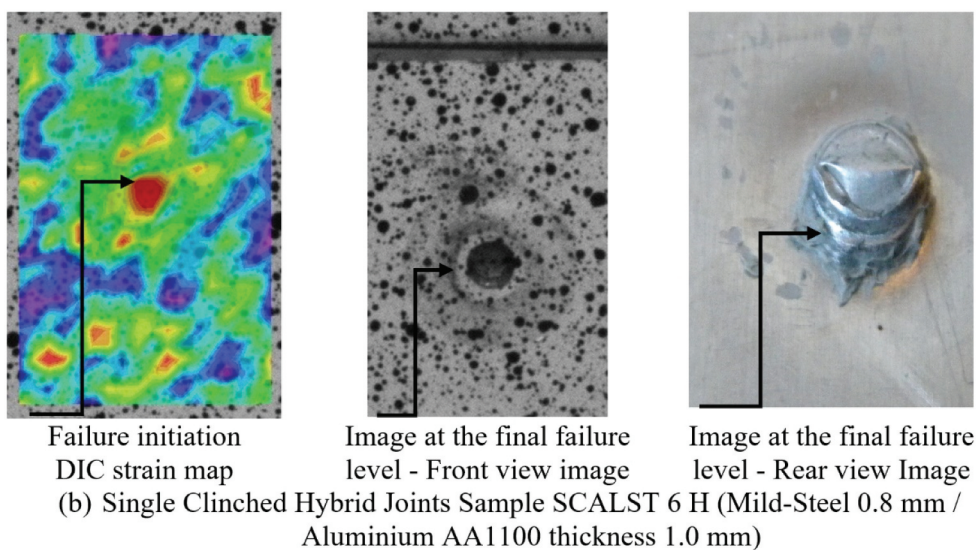 Failure initiation
DIC strain map
Image at the final failure
level - Front view image
Image at the final failure
level - Rear view Image
(b) Single Clinched Hybrid Joints Sample SCALST 6 H (Mild-Steel 0.8 mm /
Aluminium AA1100 thickness 1.0 mm)